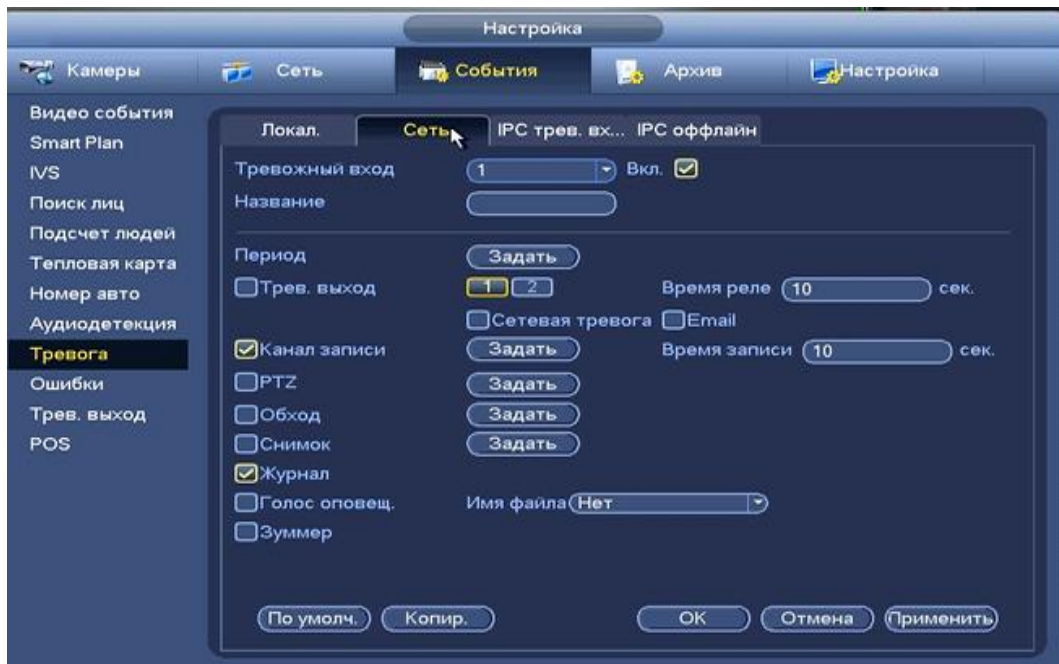 Настройка
Камеры Сеть События Архив Настройка
Видео события
Smart Plan
IVS
Поиск лиц
Подсчет людей
Тепловая карта
Номер авто
Аудиодетекция
Тревога
Ошибки
Трев. выход
POS
Локал. Сеть IPC трев. вх... IPC оффлайн
Тревожный вход 1 Вкл.
Название
Период Задать
Трев. выход 1 2 Время реле 10 сек.
Сетевая тревога Email
Канал записи Задать Время записи 10 сек.
PTZ Задать
Обход Задать
Снимок Задать
Журнал
Голос оповещ. Имя файла Нет
Зуммер
По умолч. Копир. OK Отмена Применить